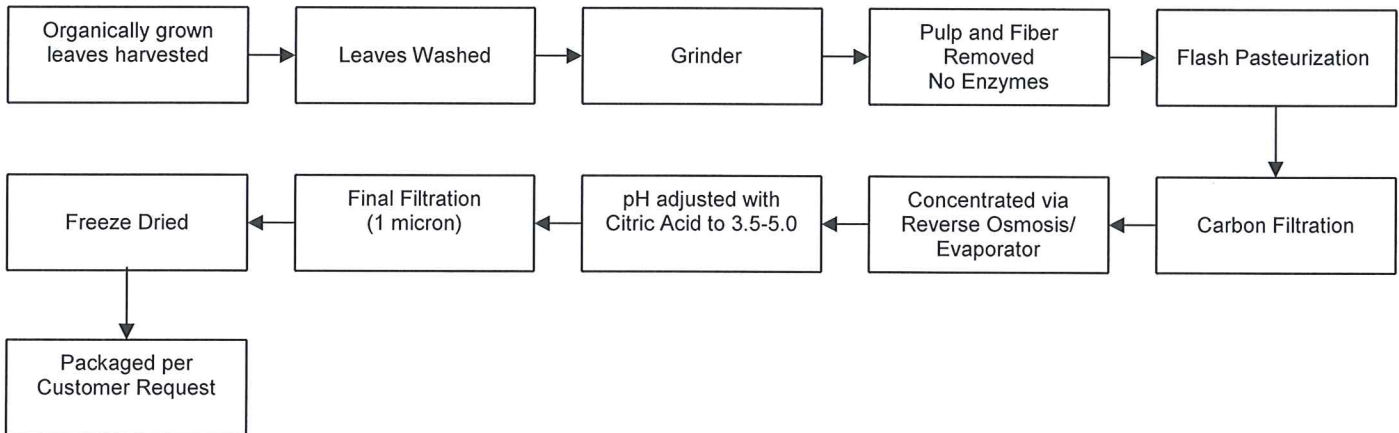 Organically grown
leaves harvested
Leaves Washed
Grinder
Pulp and Fiber
Removed
No Enzymes
Flash Pasteurization
Carbon Filtration
Concentrated via
Reverse Osmosis/
Evaporator
pH adjusted with
Citric Acid to 3.5-5.0
Final Filtration
(1 micron)
Freeze Dried
Packaged per
Customer Request